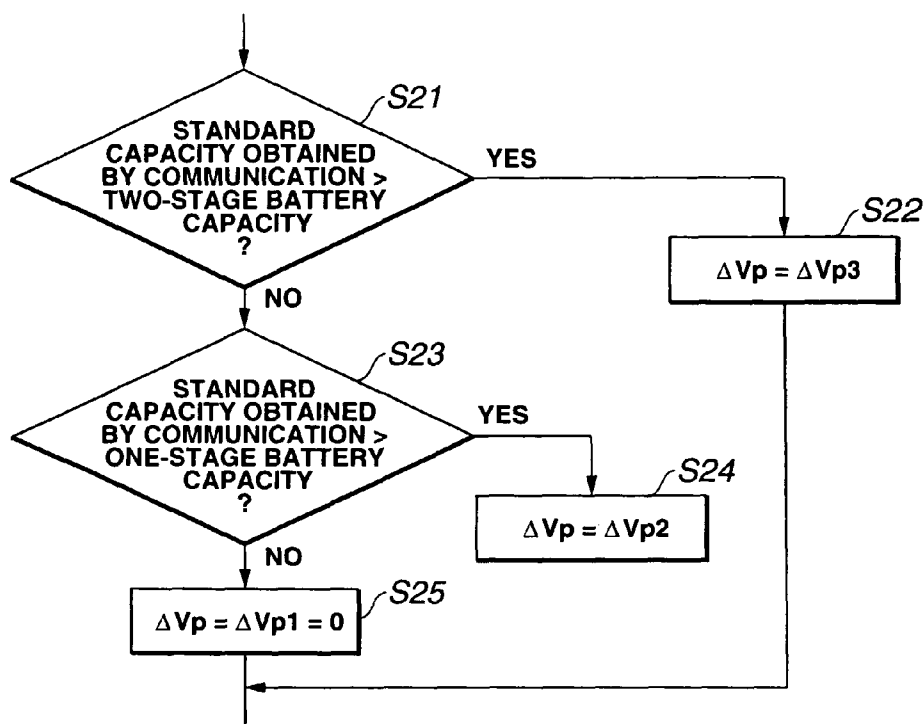 S21
STANDARD
CAPACITY OBTAINED
BY COMMUNICATION >
TWO-STAGE BATTERY
CAPACITY
?
YES
S22
ΔVp = ΔVp3
NO
S23
STANDARD
CAPACITY OBTAINED
BY COMMUNICATION >
ONE-STAGE BATTERY
CAPACITY
?
YES
S24
ΔVp = ΔVp2
NO
S25
ΔVp = ΔVp1 = 0